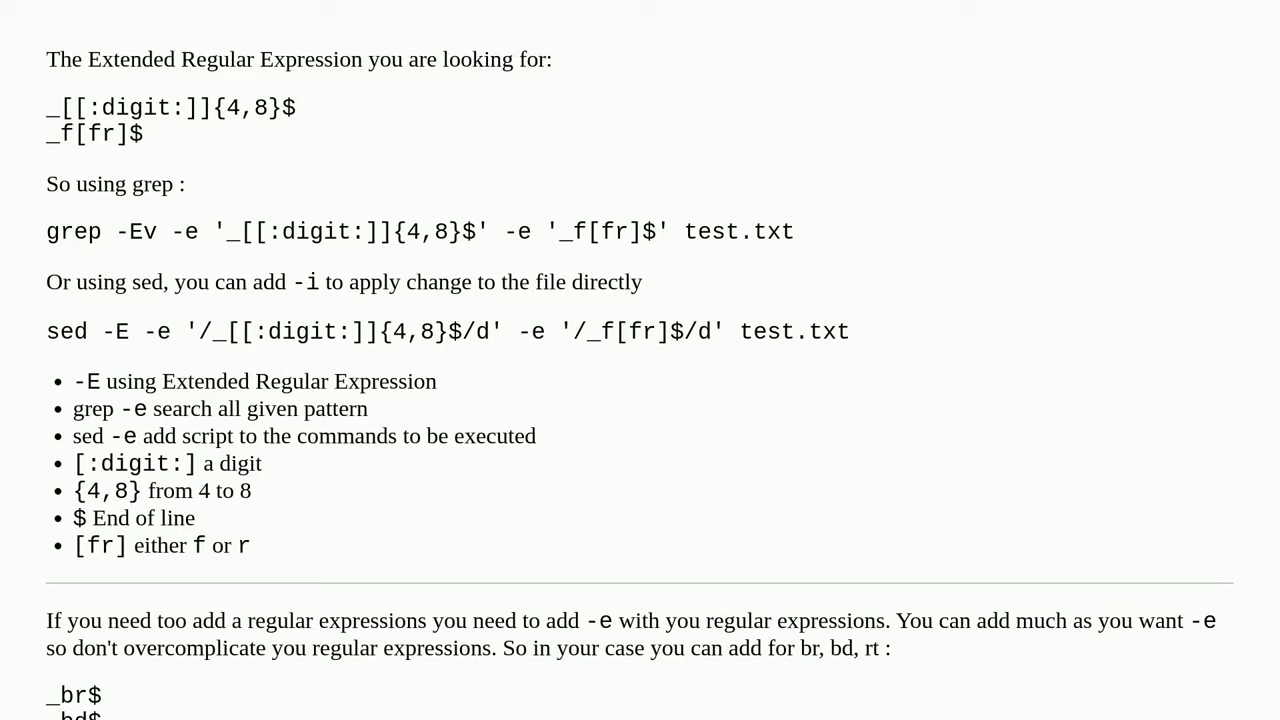 The Extended Regular Expression you are looking for:
_[[:digit:]]{4,8}$
_f[fr]$
So using grep :
grep -Ev -e '_[[:digit:]]{4,8}$' -e '_f[fr]$' test.txt
Or using sed, you can add -i to apply change to the file directly
sed -E -e '/_[[:digit:]]{4,8}$/d' -e '/_f[fr]$/d' test.txt
• -E using Extended Regular Expression
• grep -e search all given pattern
• sed -e add script to the commands to be executed
• [:digit:] a digit
• {4,8} from 4 to 8
• $ End of line
• [fr] either f or r
If you need too add a regular expressions you need to add -e with you regular expressions. You can add much as you want -e
so don't overcomplicate you regular expressions. So in your case you can add for br, bd, rt :
_br$
_bd$